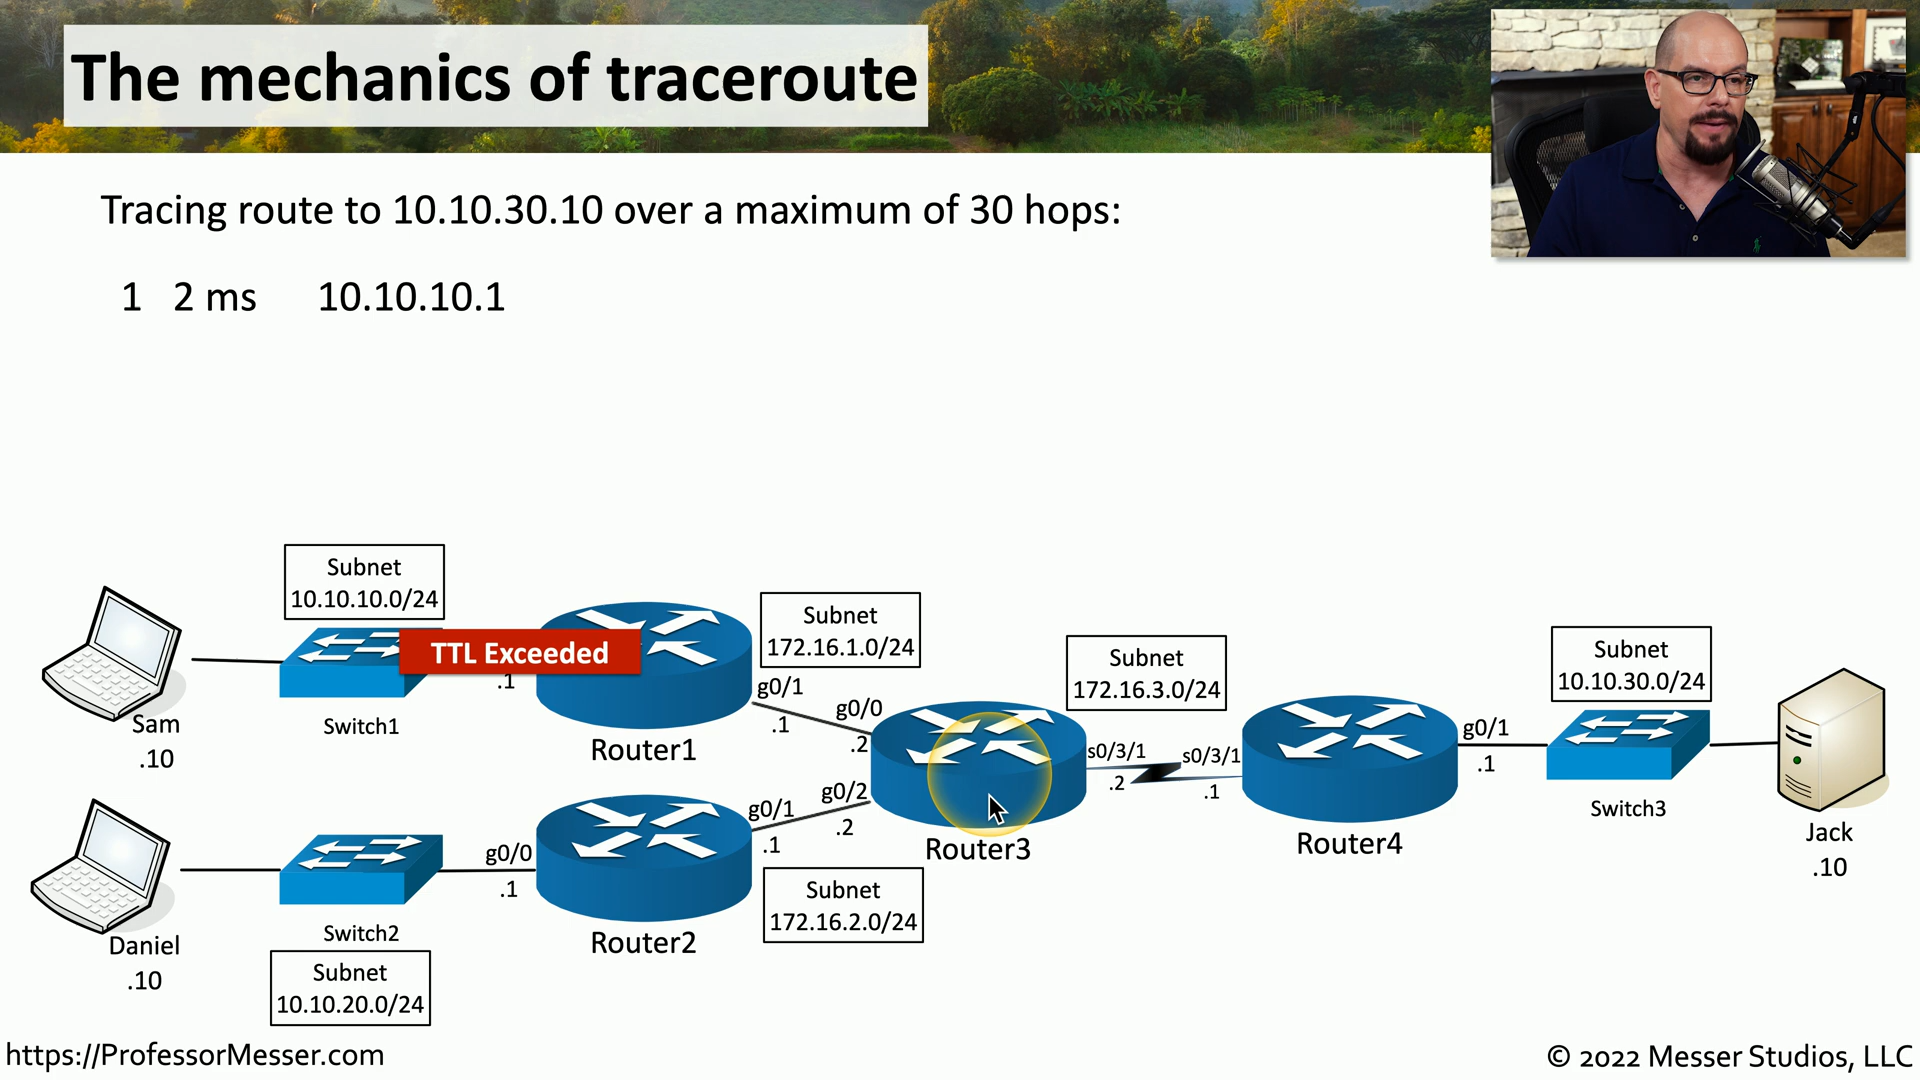 The mechanics of traceroute
Tracing route to 10.10.30.10 over a maximum of 30 hops:
1 2 ms 10.10.10.1
Subnet
10.10.10.0/24
TTL Exceeded
.1
Sam
.10
Switch1
Router1
Subnet
172.16.1.0/24
g0/1
.1
g0/0
.2
Subnet
172.16.3.0/24
s0/3/1
.2
s0/3/1
.1
Router3
Router4
g0/1
.1
Subnet
10.10.30.0/24
Switch3
Jack
.10
Daniel
.10
Switch2
Subnet
10.10.20.0/24
g0/0
.1
Router2
g0/1
.1
g0/2
.2
Subnet
172.16.2.0/24
https://ProfessorMesser.com
© 2022 Messer Studios, LLC